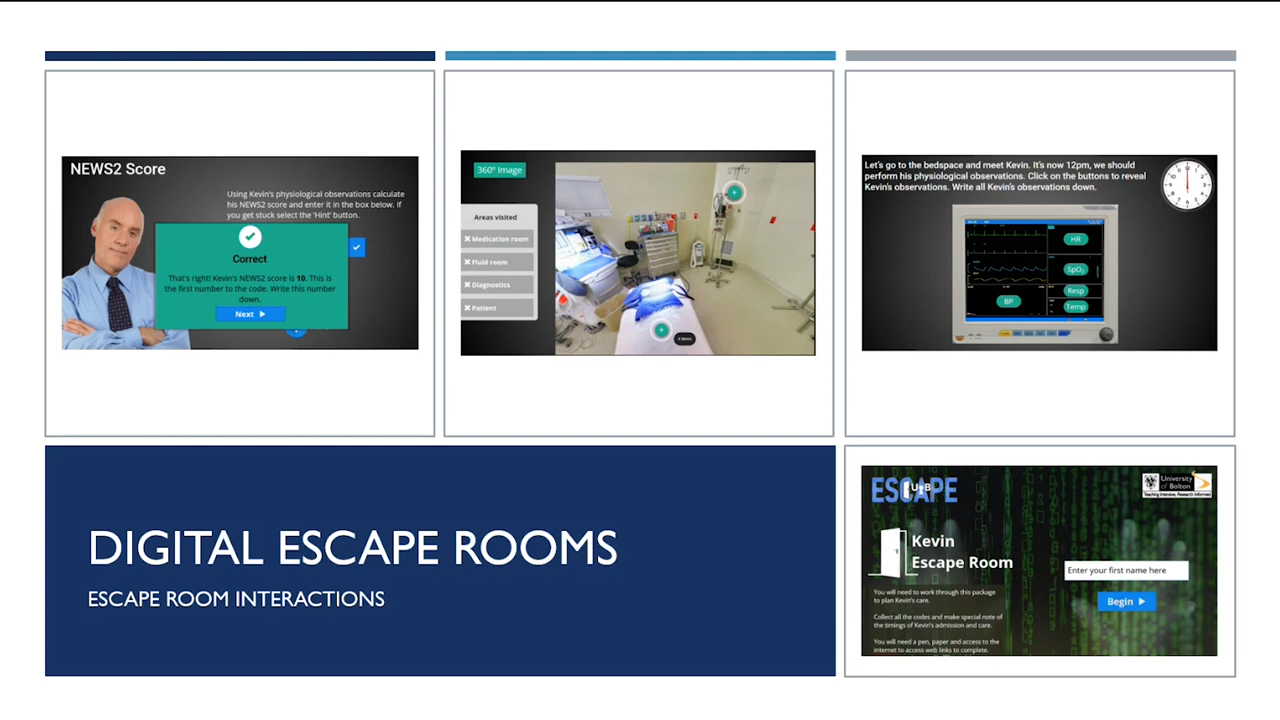 NEWS2 Score
Using Kevin's physiological observations calculate
his NEWS2 score and enter it in the box below. If
you get stuck select the 'Hint' button.
Correct
That's right! Kevin's NEWS2 score is 10. This is
the first number to the code. Write this number
down.
Next
360° Image
Areas visited
Medication room
Fluid room
Diagnostics
Patient
4 items
Let's go to the bedspace and meet Kevin. It's now 12pm, we should
perform his physiological observations. Click on the buttons to reveal
Kevin's observations. Write all Kevin's observations down.
HR
SpO₂
Resp
BP
Temp
DIGITAL ESCAPE ROOMS
ESCAPE ROOM INTERACTIONS
ESCAPE
UoB
University
of Bolton
Teaching Intensive, Research Informed
Kevin
Escape Room
You will need to work through this package
to plan Kevin's care.
Collect all the codes and make special note of
the timings of Kevin's admission and care.
You will need a pen, paper and access to the
internet to access web links to complete.
Enter your first name here
Begin